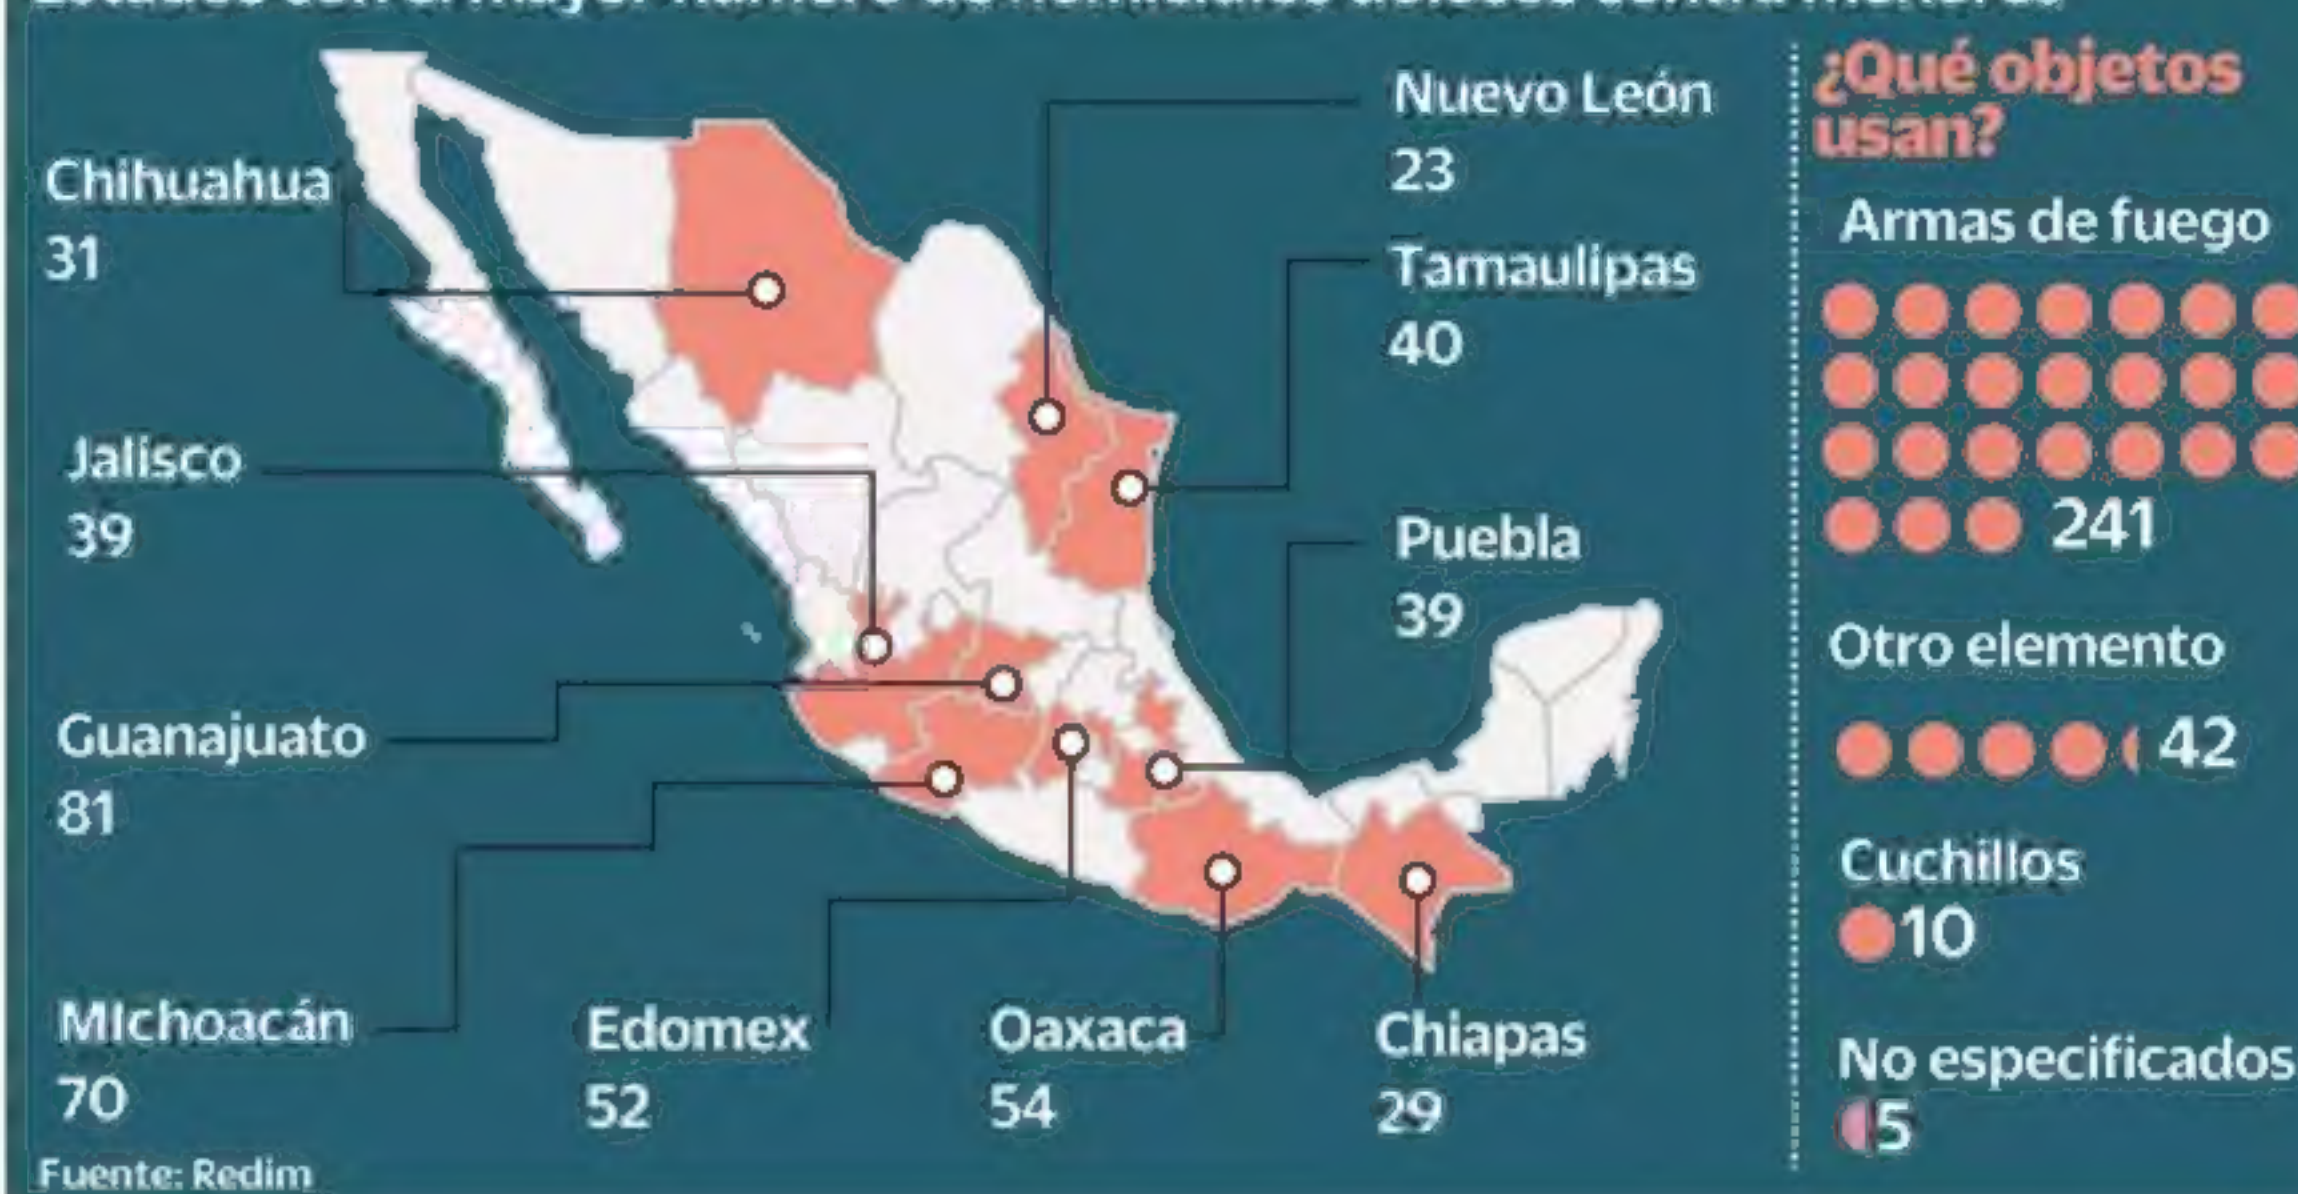 Chihuahua
31
Jalisco
39
Guanajuato
81
MIchoacán
70
Edomex
52
Oaxaca
54
Chiapas
29
Nuevo León
23
Tamaulipas
40
Puebla
39
¿Qué objetos
usan?
Armas de fuego
241
Otro elemento
42
Cuchillos
10
No especificados
5
Fuente: Redim